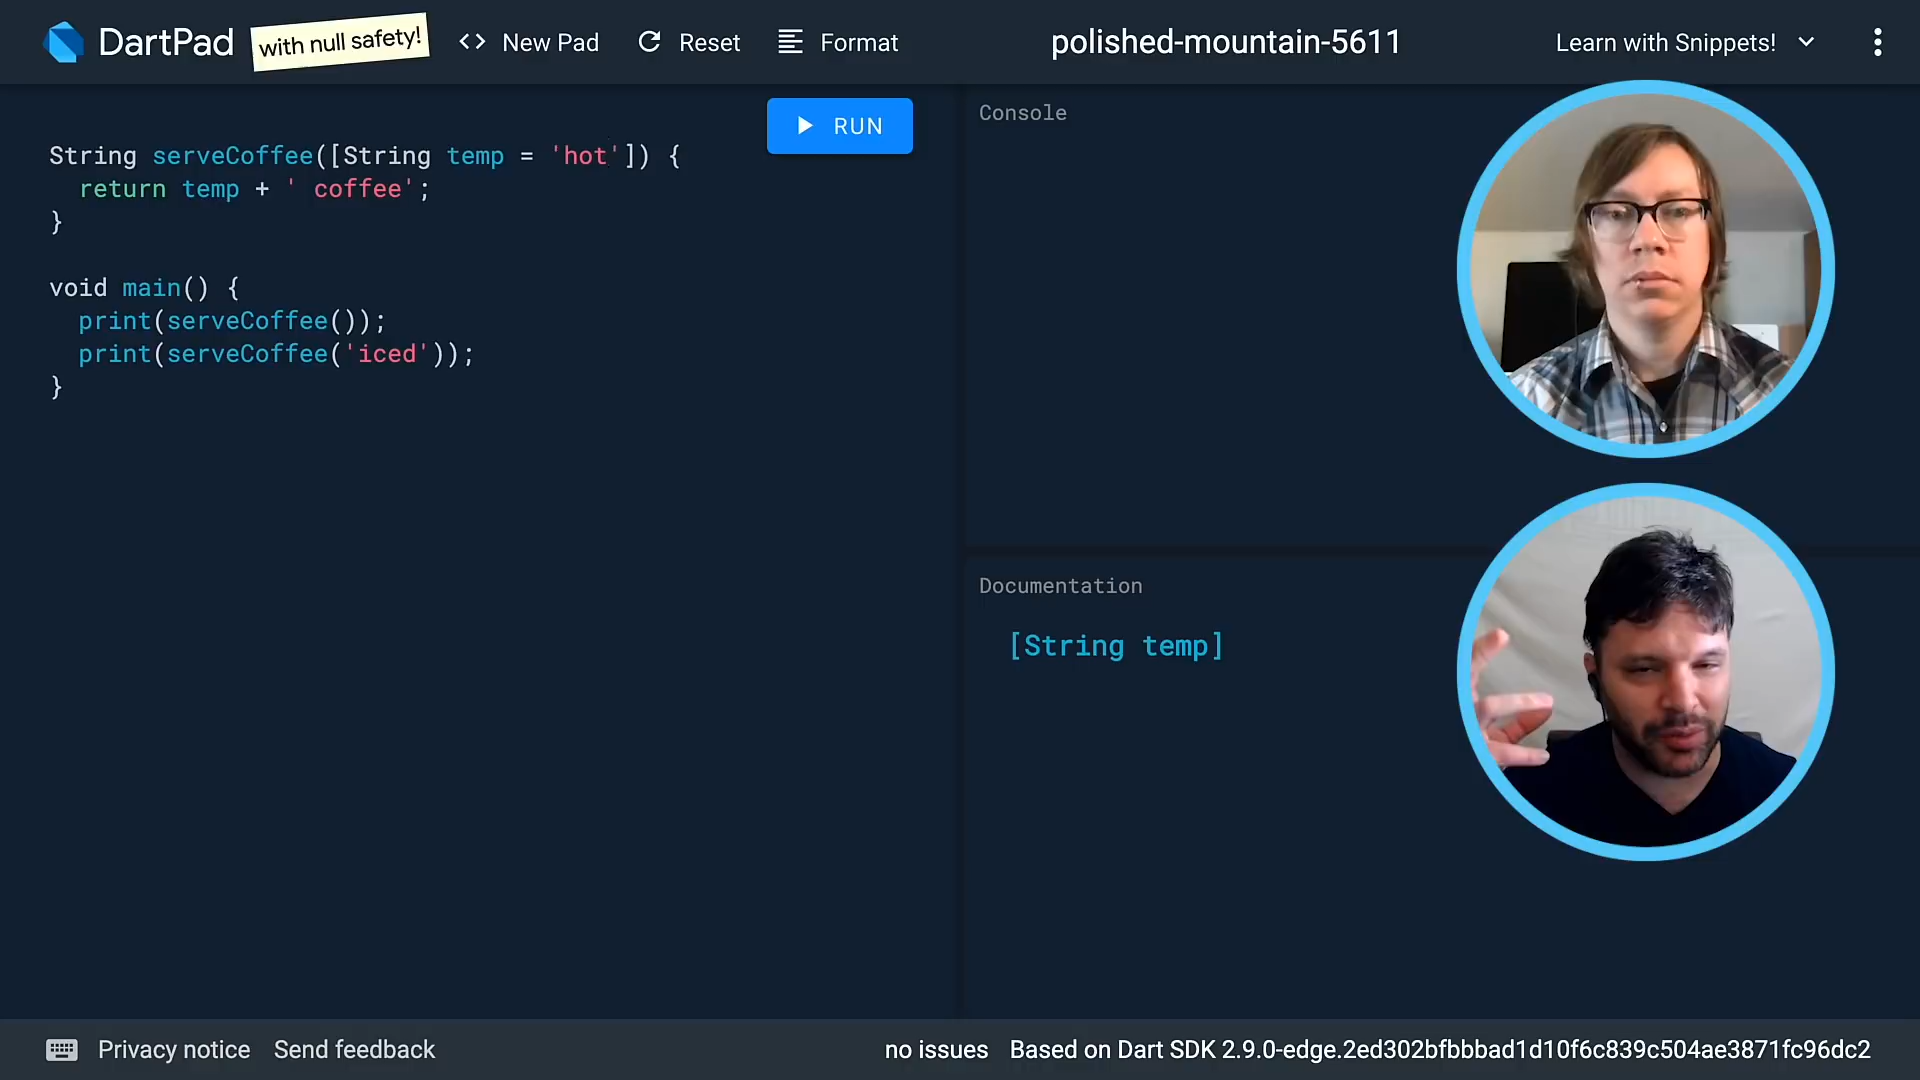 DartPad with null safety! <> New Pad Reset Format polished-mountain-5611 Learn with Snippets!
RUN
String serveCoffee([String temp = 'hot']) {
  return temp + ' coffee';
}
void main() {
  print(serveCoffee());
  print(serveCoffee('iced'));
}
Console
Documentation
[String temp]
Privacy notice Send feedback no issues Based on Dart SDK 2.9.0-edge.2ed302bfbbbad1d10f6c839c504ae3871fc96dc2